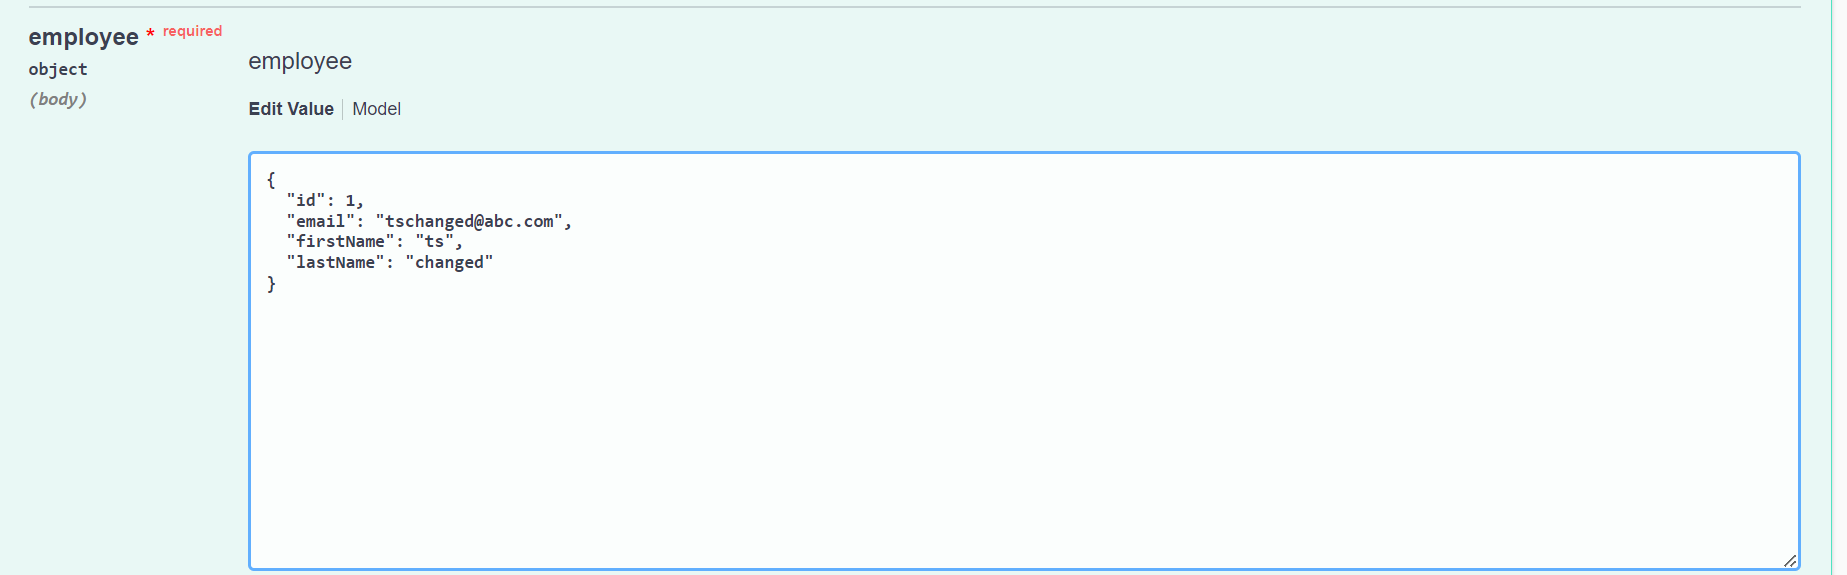 employee * required
object
(body)
employee
Edit Value Model
{
  "id": 1,
  "email": "tschanged@abc.com",
  "firstName": "ts",
  "lastName": "changed"
}